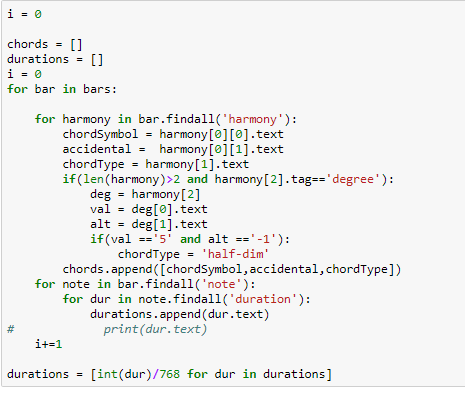 i = 0

chords = []
durations = []
i = 0
for bar in bars:

    for harmony in bar.findall('harmony'):
        chordSymbol = harmony[0][0].text
        accidental =  harmony[0][1].text
        chordType = harmony[1].text
        if(len(harmony)>2 and harmony[2].tag=='degree'):
            deg = harmony[2]
            val = deg[0].text
            alt = deg[1].text
            if(val =='5' and alt =='-1'):
                chordType = 'half-dim'
        chords.append([chordSymbol,accidental,chordType])
    for note in bar.findall('note'):
        for dur in note.findall('duration'):
            durations.append(dur.text)
#             print(dur.text)
    i+=1

durations = [int(dur)/768 for dur in durations]